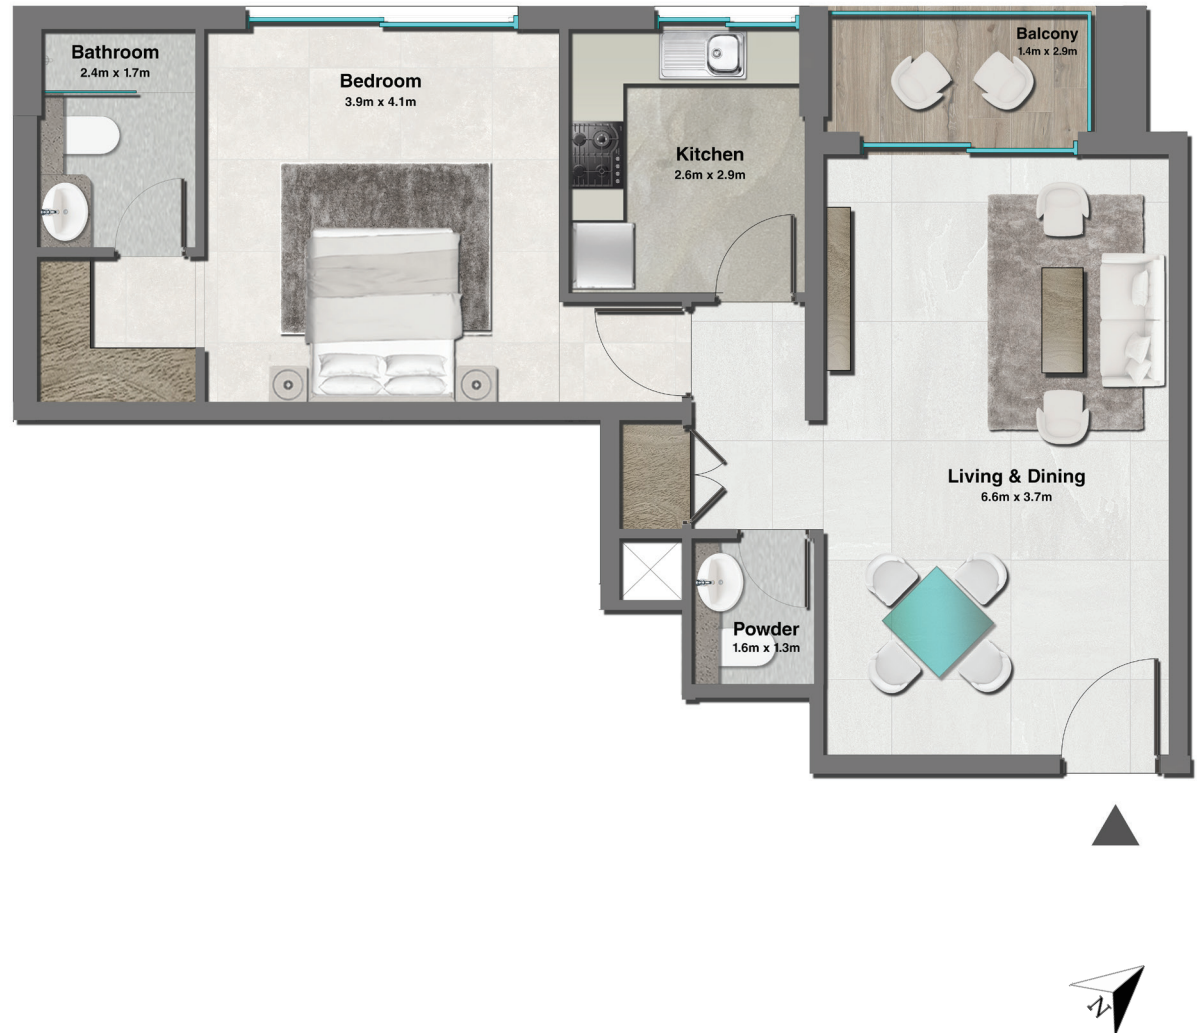 Bathroom
2.4m x 1.7m
Bedroom
3.9m x 4.1m
Kitchen
2.6m x 2.9m
Balcony
1.4m x 2.9m
Living & Dining
6.6m x 3.7m
Powder
1.6m x 1.3m
N